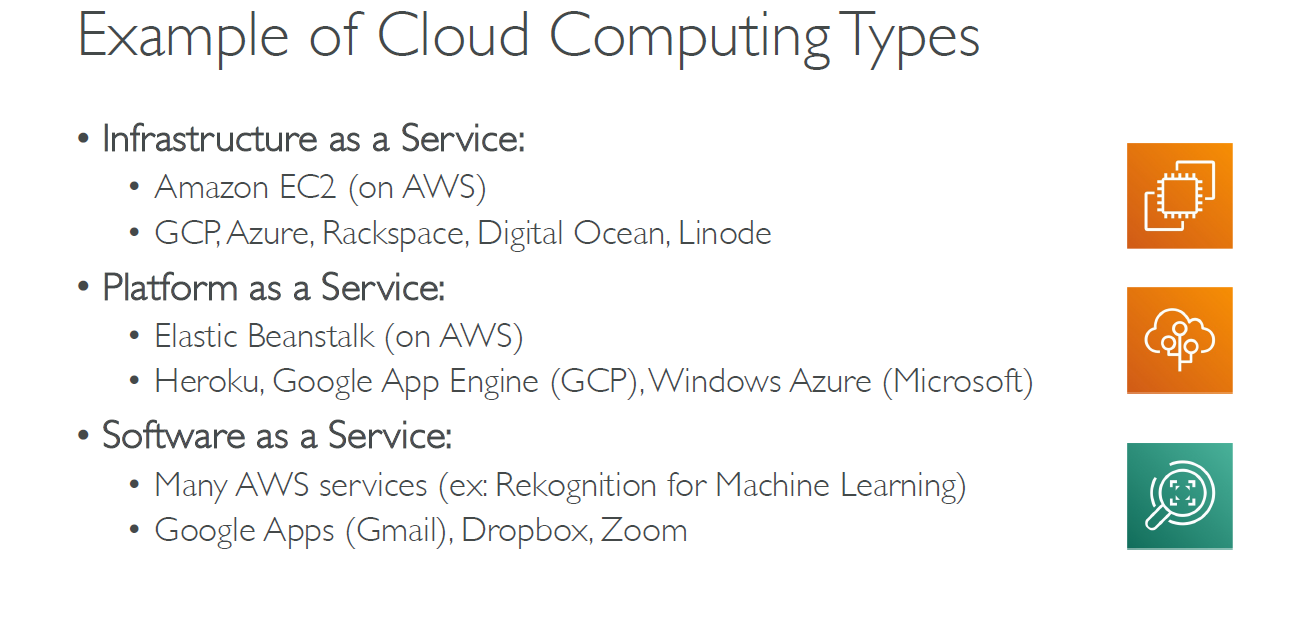 Example of Cloud Computing Types
• Infrastructure as a Service:
• Amazon EC2 (on AWS)
• GCP, Azure, Rackspace, Digital Ocean, Linode
• Platform as a Service:
• Elastic Beanstalk (on AWS)
• Heroku, Google App Engine (GCP), Windows Azure (Microsoft)
• Software as a Service:
• Many AWS services (ex: Rekognition for Machine Learning)
• Google Apps (Gmail), Dropbox, Zoom